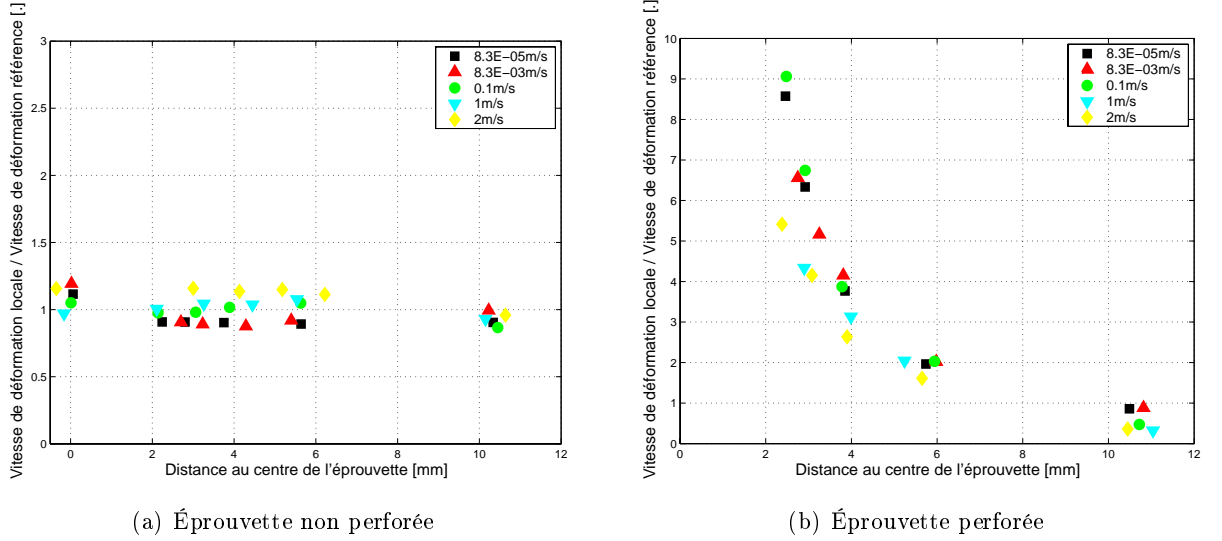 Vitesse de déformation locale / Vitesse de déformation référence [.]
3
2.5
2
1.5
1
0.5
0
0 2 4 6 8 10 12
Distance au centre de l'éprouvette [mm]
8.3E−05m/s
8.3E−03m/s
0.1m/s
1m/s
2m/s
(a) Éprouvette non perforée
Vitesse de déformation locale / Vitesse de déformation référence [.]
10
9
8
7
6
5
4
3
2
1
0
0 2 4 6 8 10 12
Distance au centre de l'éprouvette [mm]
8.3E−05m/s
8.3E−03m/s
0.1m/s
1m/s
2m/s
(b) Éprouvette perforée